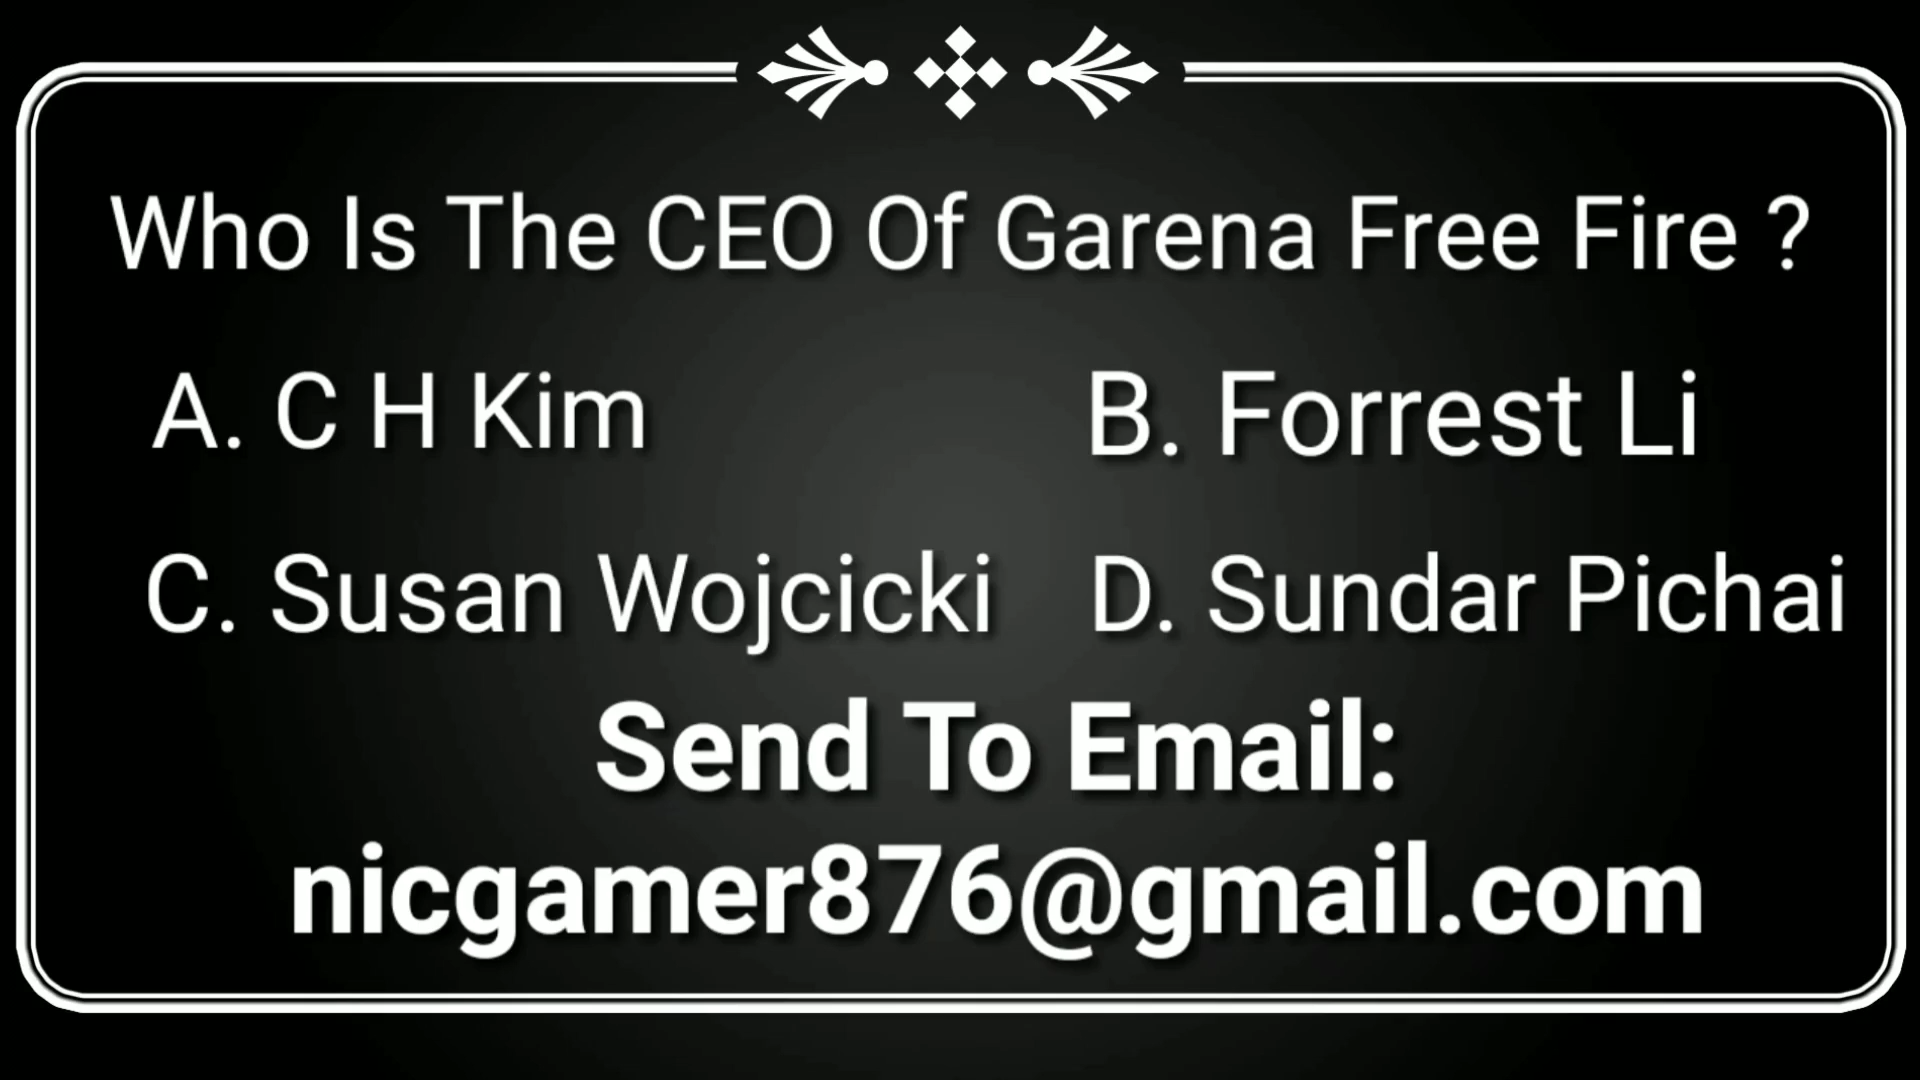 Who Is The CEO Of Garena Free Fire ?
A. C H Kim
B. Forrest Li
C. Susan Wojcicki
D. Sundar Pichai
Send To Email:
nicgamer876@gmail.com